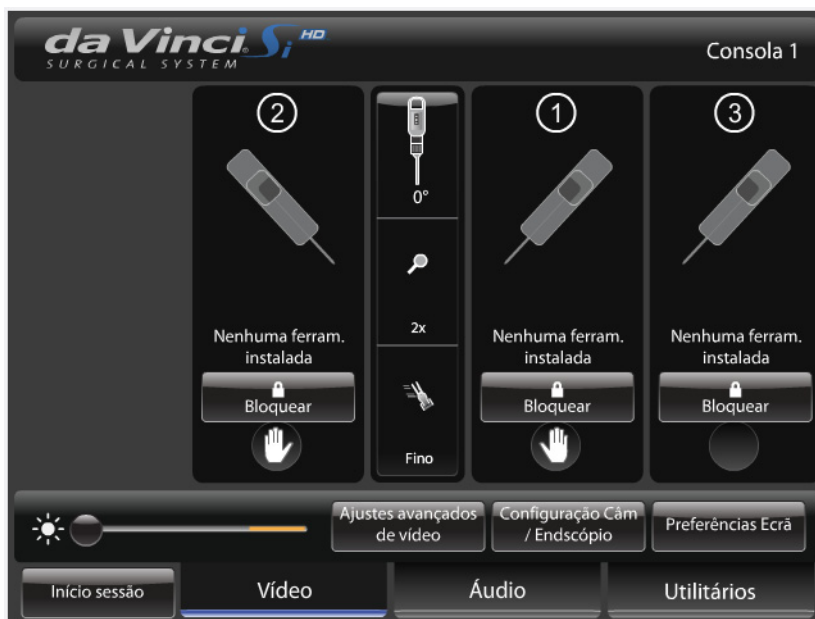 da Vinci. Si HD
SURGICAL SYSTEM
Consola 1
2
Nenhuma ferram.
instalada
Bloquear
0°
2x
Fino
1
Nenhuma ferram.
instalada
Bloquear
3
Nenhuma ferram.
instalada
Bloquear
Ajustes avançados
de vídeo
Configuração Câm
/ Endscópio
Preferências Ecrã
Início sessão
Vídeo
Áudio
Utilitários